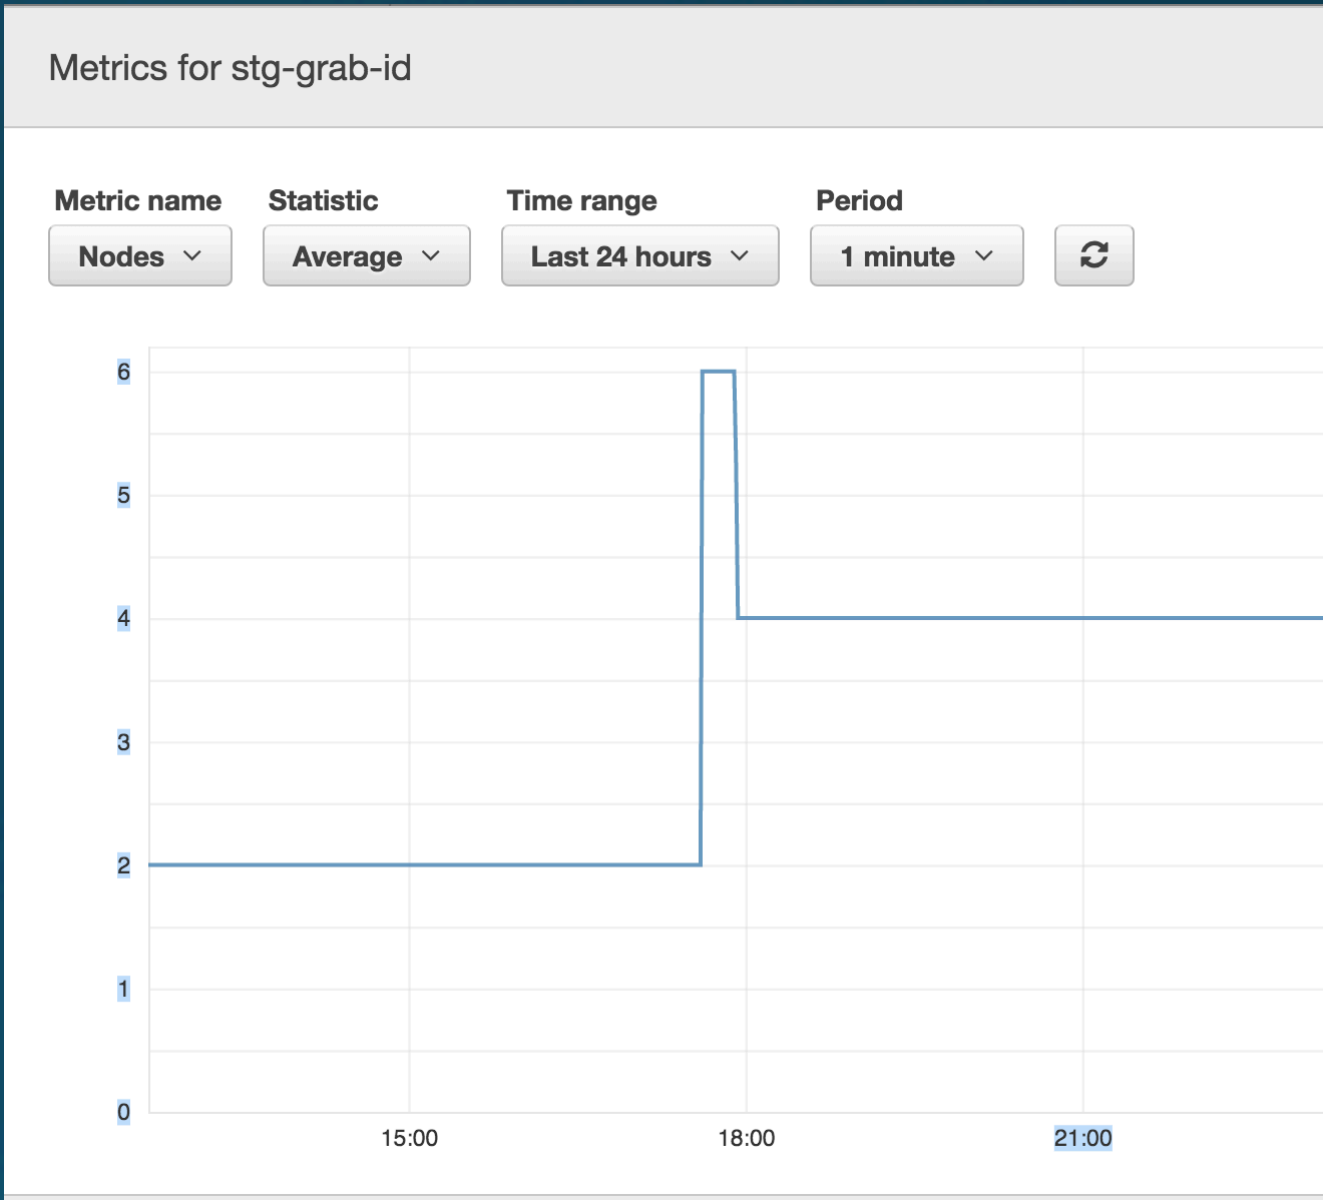 Metrics for stg-grab-id
Metric name Statistic Time range Period
Nodes Average Last 24 hours 1 minute
6
5
4
3
2
1
0
15:00 18:00 21:00